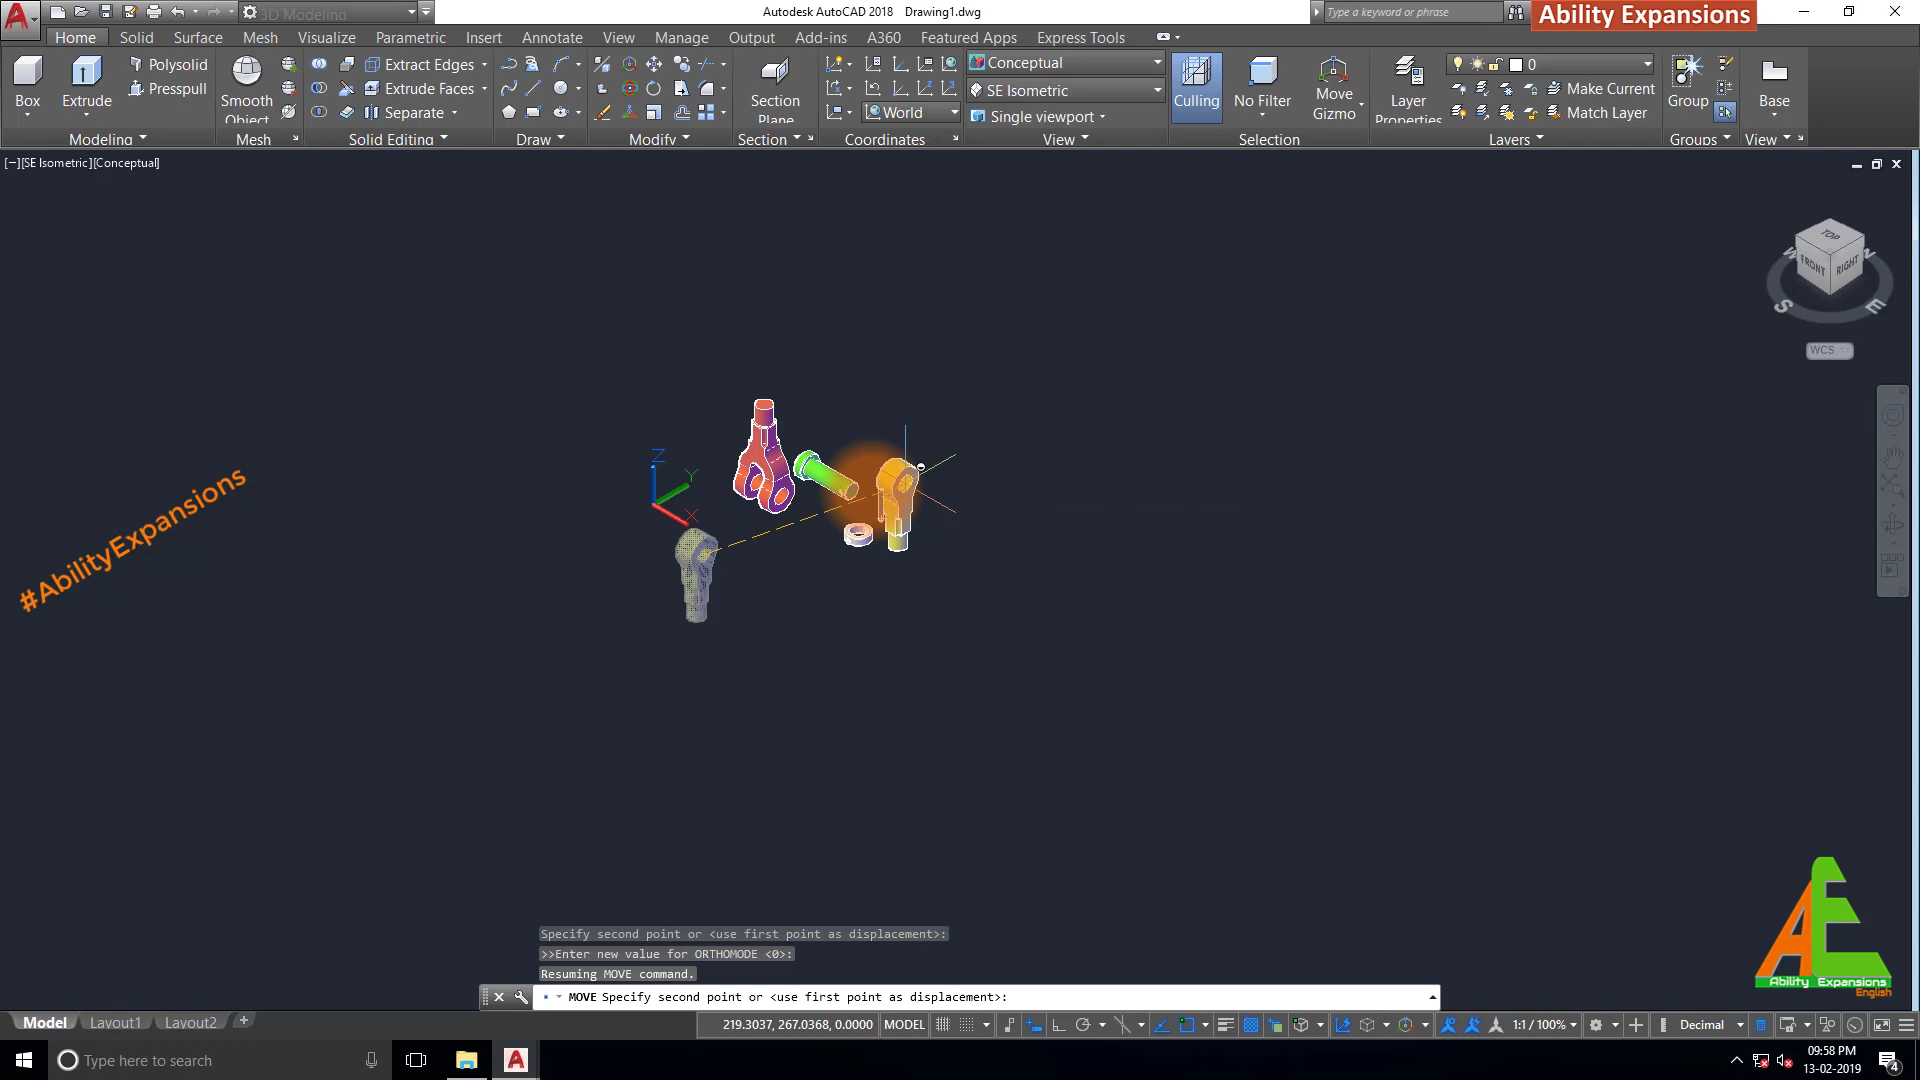 3D Modeling
Autodesk AutoCAD 2018 Drawing1.dwg
Type a keyword or phrase
Ability Expansions
Home Solid Surface Mesh Visualize Parametric Insert Annotate View Manage Output Add-ins A360 Featured Apps Express Tools
Box
Extrude
Polysolid
Presspull
Smooth
Object
Extract Edges
Extrude Faces
Separate
Section
Plane
World
Conceptual
SE Isometric
Single viewport
Culling
No Filter
Move
Gizmo
Layer
Properties
0
Make Current
Match Layer
Group
Base
Modeling
Mesh
Solid Editing
Draw
Modify
Section
Coordinates
View
Selection
Layers
Groups
View
[−][SE Isometric][Conceptual]
TOP
FRONT
RIGHT
W
N
S
E
WCS
Z
Y
X
#AbilityExpansions
AE
Ability Expansions
English
Specify second point or <use first point as displacement>:
>>Enter new value for ORTHOMODE <0>:
Resuming MOVE command.
MOVE Specify second point or <use first point as displacement>:
Model Layout1 Layout2 +
219.3037, 267.0368, 0.0000 MODEL
1:1 / 100%
Decimal
Type here to search
09:58 PM
13-02-2019
4